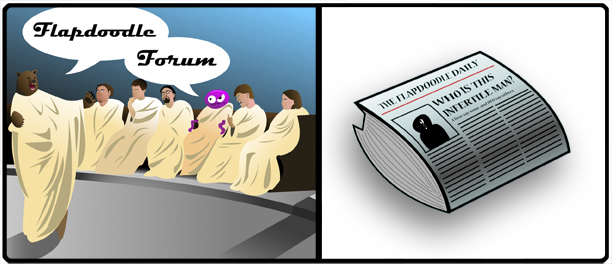 Flapdoodle
Forum
THE FLAPDOODLE DAILY
WHO IS THIS
INFERTILE MAN?